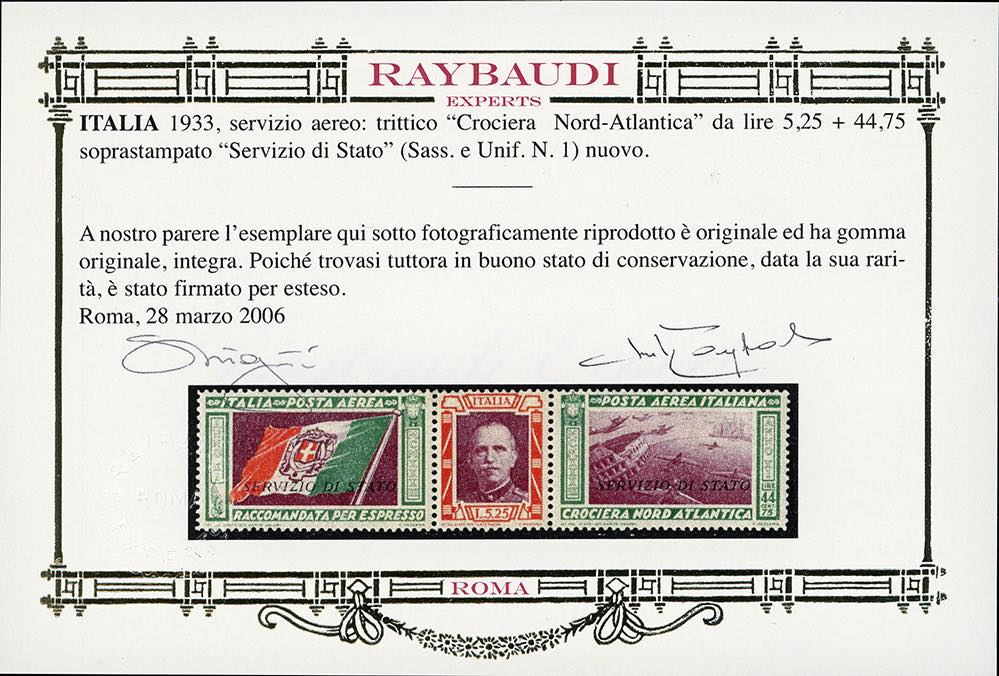 RAYBAUDI
EXPERTS
ITALIA 1933, servizio aereo: trittico “Crociera Nord-Atlantica” da lire 5,25 + 44,75
soprastampato “Servizio di Stato” (Sass. e Unif. N. 1) nuovo.
A nostro parere l’esemplare qui sotto fotograficamente riprodotto è originale ed ha gomma
originale, integra. Poiché trovasi tuttora in buono stato di conservazione, data la sua rari-
tà, è stato firmato per esteso.
Roma, 28 marzo 2006
ITALIA POSTA AEREA
SERVIZIO DI STATO
RACCOMANDATA PER ESPRESSO
ITALIA
L.5.25
POSTA AEREA ITALIANA
SERVIZIO DI STATO
LIRE
44
CENT
75
CROCIERA NORD ATLANTICA
ROMA